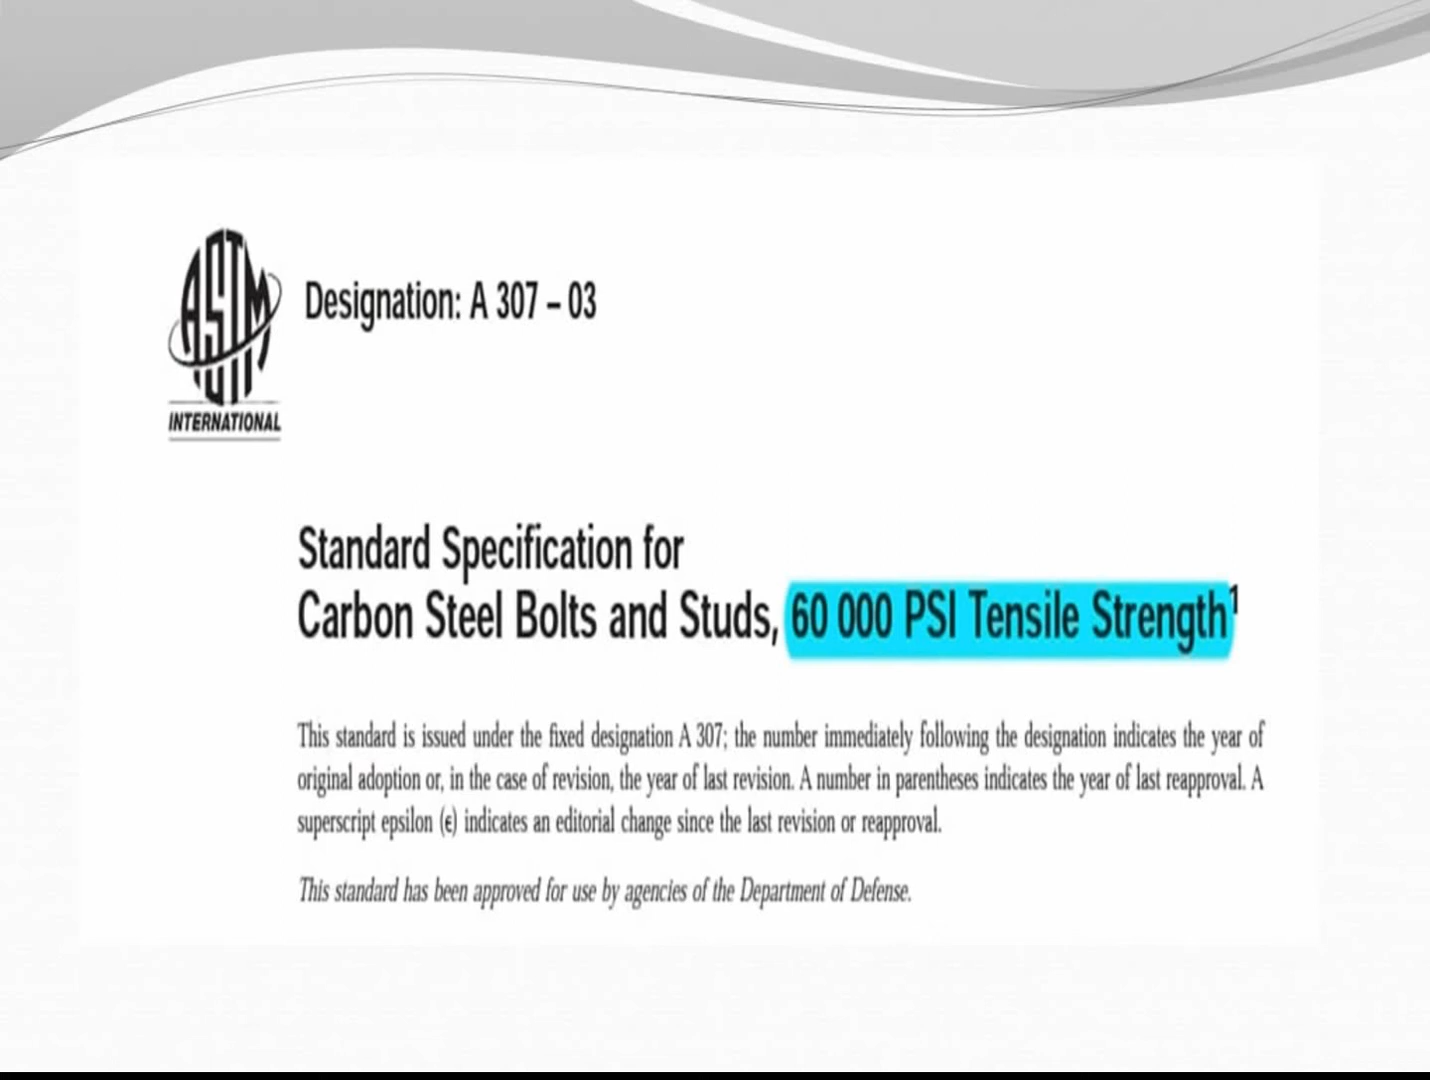 ASTM
INTERNATIONAL
Designation: A 307 – 03
Standard Specification for
Carbon Steel Bolts and Studs, 60 000 PSI Tensile Strength¹
This standard is issued under the fixed designation A 307; the number immediately following the designation indicates the year of
original adoption or, in the case of revision, the year of last revision. A number in parentheses indicates the year of last reapproval. A
superscript epsilon (ϵ) indicates an editorial change since the last revision or reapproval.
This standard has been approved for use by agencies of the Department of Defense.